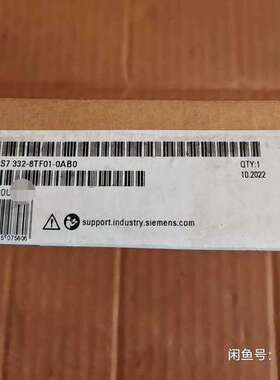 S7 332-8TF01-0AB0
QTY:1
10.2022
support.industry.siemens.com
闲鱼号: